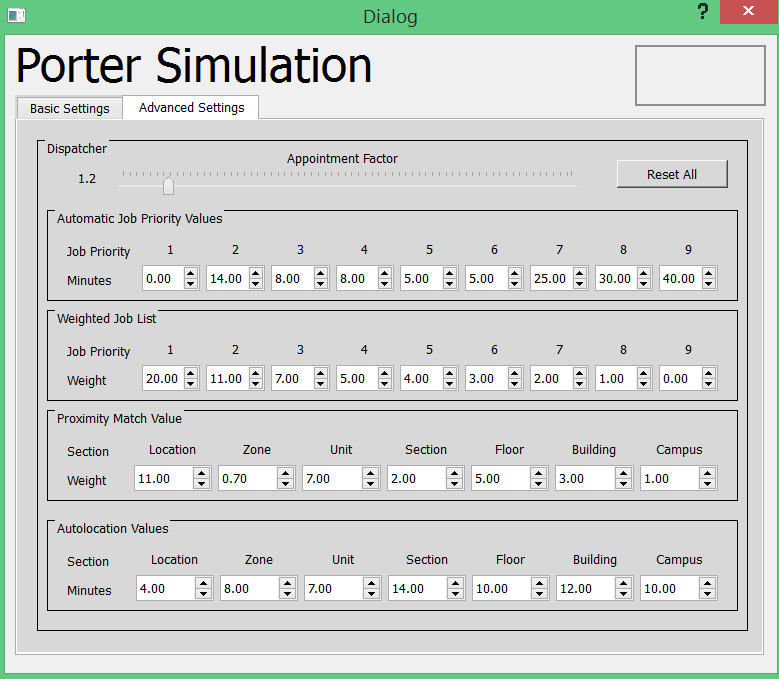 Dialog
?
Porter Simulation
Basic Settings Advanced Settings
Dispatcher
Appointment Factor
1.2
Reset All
Automatic Job Priority Values
Job Priority 1 2 3 4 5 6 7 8 9
Minutes 0.00 14.00 8.00 8.00 5.00 5.00 25.00 30.00 40.00
Weighted Job List
Job Priority 1 2 3 4 5 6 7 8 9
Weight 20.00 11.00 7.00 5.00 4.00 3.00 2.00 1.00 0.00
Proximity Match Value
Section Location Zone Unit Section Floor Building Campus
Weight 11.00 0.70 7.00 2.00 5.00 3.00 1.00
Autolocation Values
Section Location Zone Unit Section Floor Building Campus
Minutes 4.00 8.00 7.00 14.00 10.00 12.00 10.00